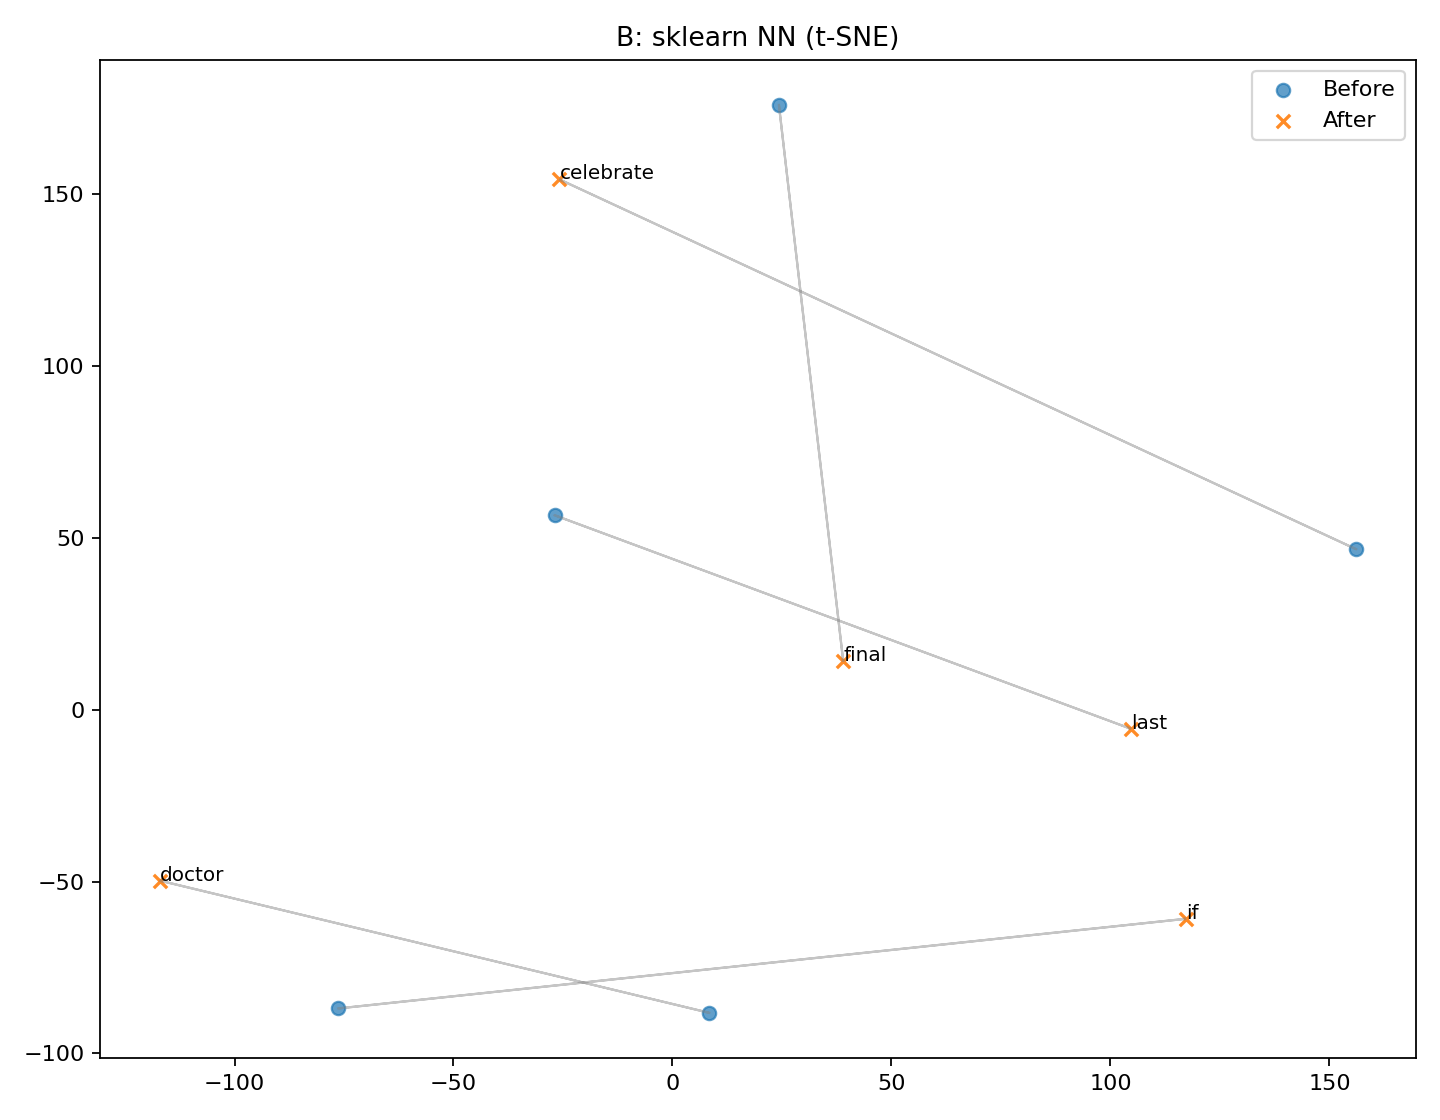 B: sklearn NN (t-SNE)
Before
After
celebrate
final
last
doctor
if
150
100
50
0
−50
−100
−100 −50 0 50 100 150